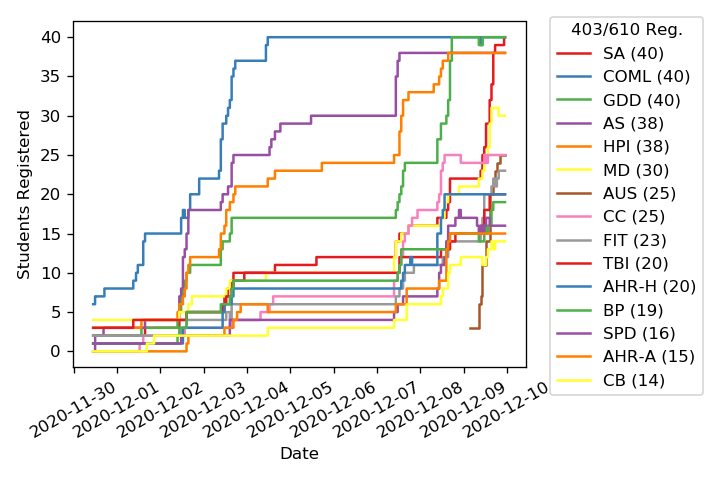 403/610 Reg.
SA (40)
COML (40)
GDD (40)
AS (38)
HPI (38)
MD (30)
AUS (25)
CC (25)
FIT (23)
TBI (20)
AHR-H (20)
BP (19)
SPD (16)
AHR-A (15)
CB (14)
Students Registered
40
35
30
25
20
15
10
5
0
2020-11-30
2020-12-01
2020-12-02
2020-12-03
2020-12-04
2020-12-05
2020-12-06
2020-12-07
2020-12-08
2020-12-09
2020-12-10
Date